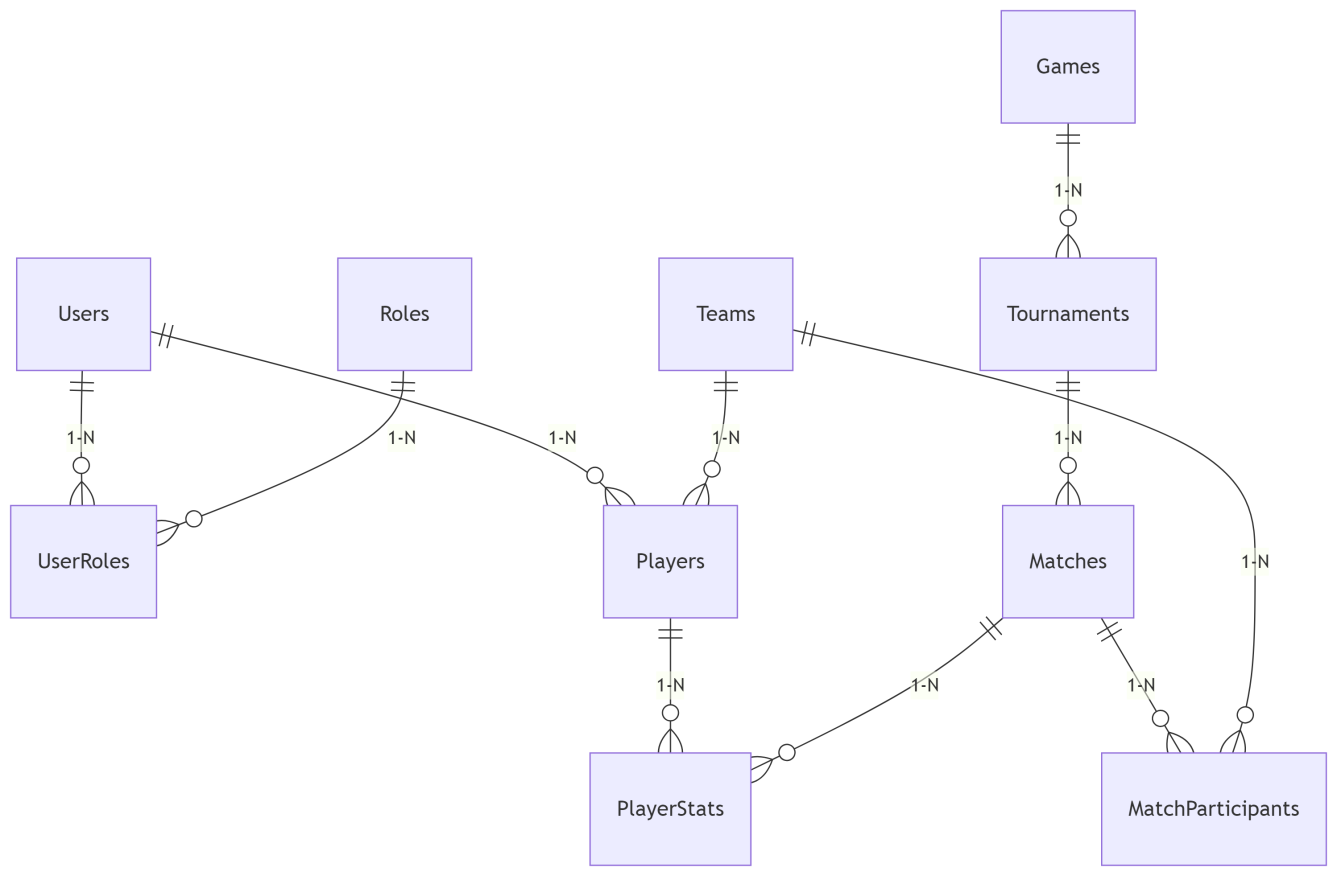 Games
1-N
Users
Roles
Teams
Tournaments
1-N
1-N
1-N
1-N
1-N
UserRoles
Players
Matches
1-N
1-N
1-N
1-N
PlayerStats
MatchParticipants